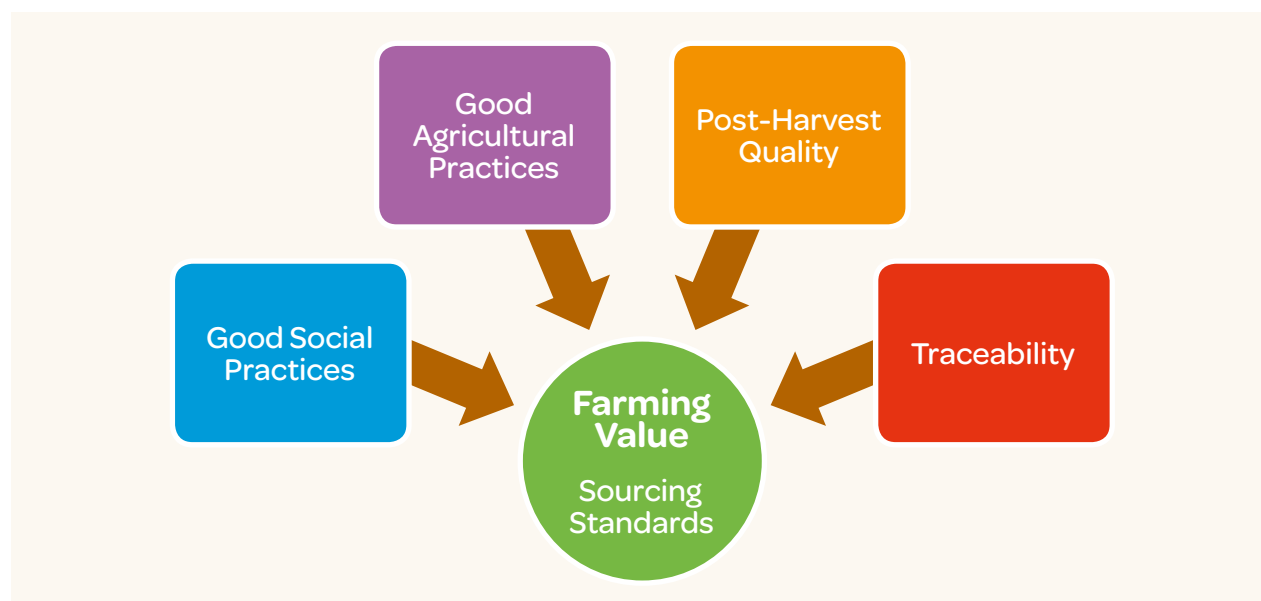 Good
Agricultural
Practices
Post-Harvest
Quality
Good Social
Practices
Traceability
Farming
Value
Sourcing
Standards